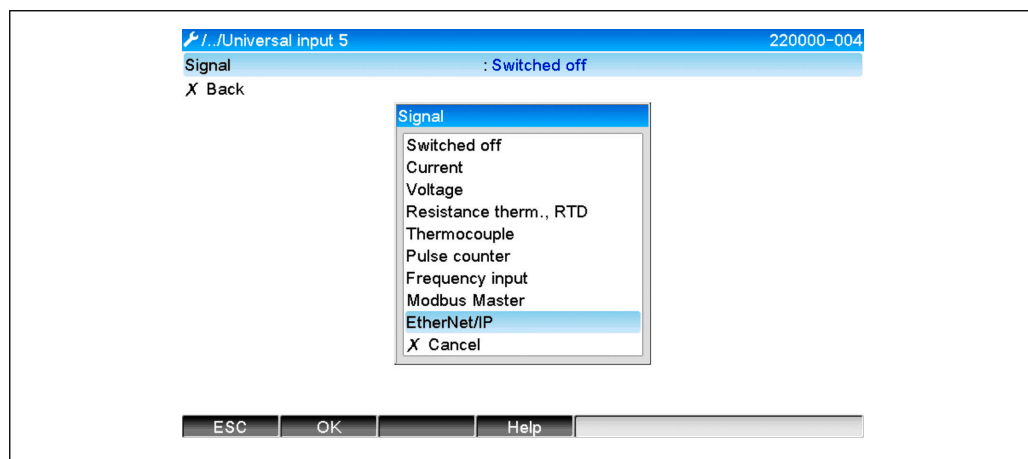 /../Universal input 5 220000-004
Signal : Switched off
X Back
Signal
Switched off
Current
Voltage
Resistance therm., RTD
Thermocouple
Pulse counter
Frequency input
Modbus Master
EtherNet/IP
X Cancel
ESC OK Help